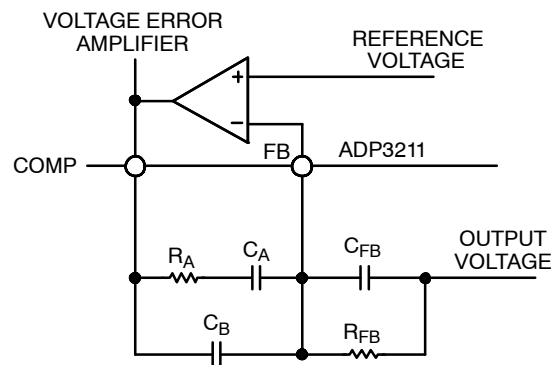 VOLTAGE ERROR
AMPLIFIER
REFERENCE
VOLTAGE
+
−
FB
ADP3211
COMP
RA
CA
CFB
OUTPUT
VOLTAGE
CB
RFB